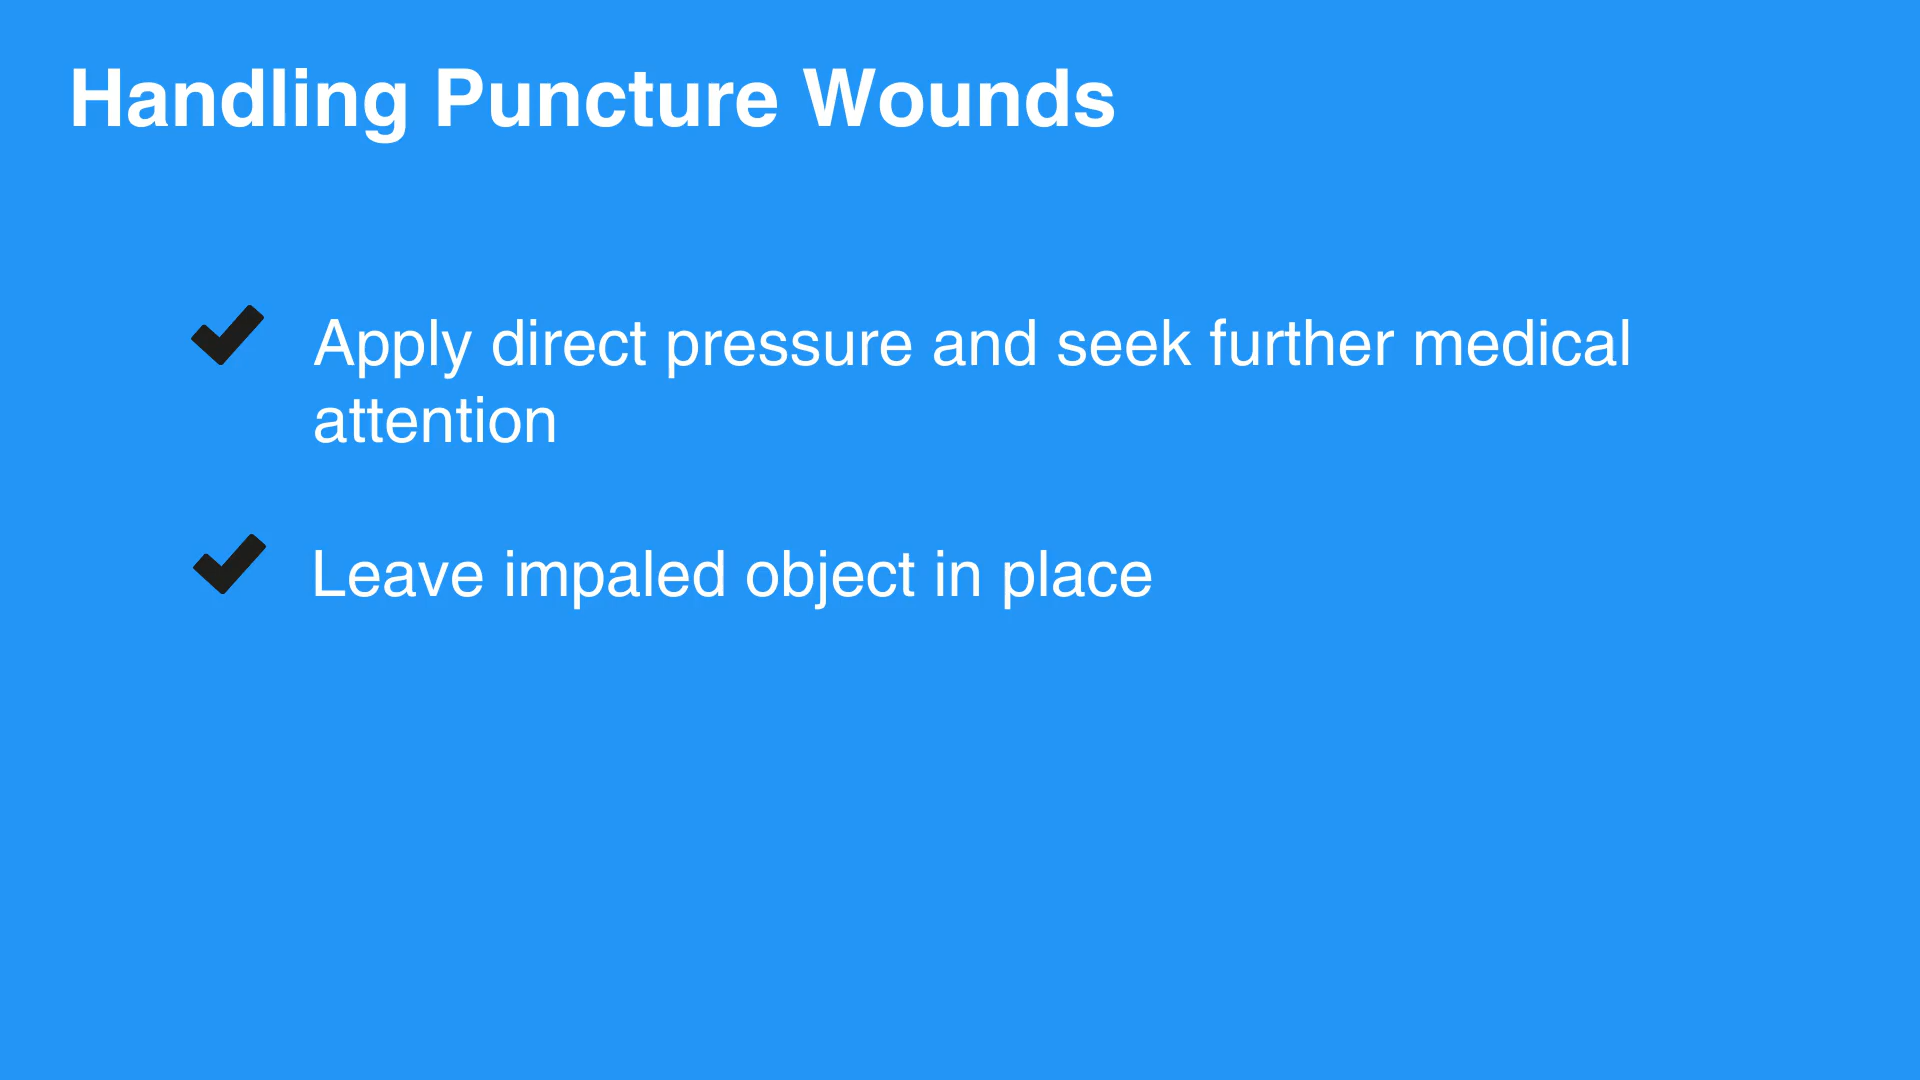 Handling Puncture Wounds
Apply direct pressure and seek further medical
attention
Leave impaled object in place